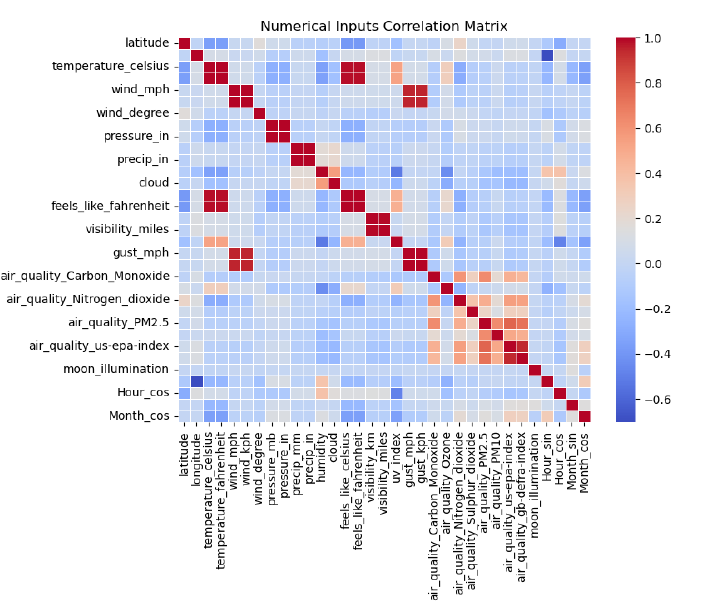 Numerical Inputs Correlation Matrix
latitude
temperature_celsius
wind_mph
wind_degree
pressure_in
precip_in
cloud
feels_like_fahrenheit
visibility_miles
gust_mph
air_quality_Carbon_Monoxide
air_quality_Nitrogen_dioxide
air_quality_PM2.5
air_quality_us-epa-index
moon_illumination
Hour_cos
Month_cos
latitude
longitude
temperature_celsius
temperature_fahrenheit
wind_mph
wind_kph
wind_degree
pressure_mb
pressure_in
precip_mm
precip_in
humidity
cloud
feels_like_celsius
feels_like_fahrenheit
visibility_km
visibility_miles
uv_index
gust_mph
gust_kph
air_quality_Carbon_Monoxide
air_quality_Ozone
air_quality_Nitrogen_dioxide
air_quality_Sulphur_dioxide
air_quality_PM2.5
air_quality_PM10
air_quality_us-epa-index
air_quality_gb-defra-index
moon_illumination
Hour_sin
Hour_cos
Month_sin
Month_cos
1.0
0.8
0.6
0.4
0.2
0.0
−0.2
−0.4
−0.6